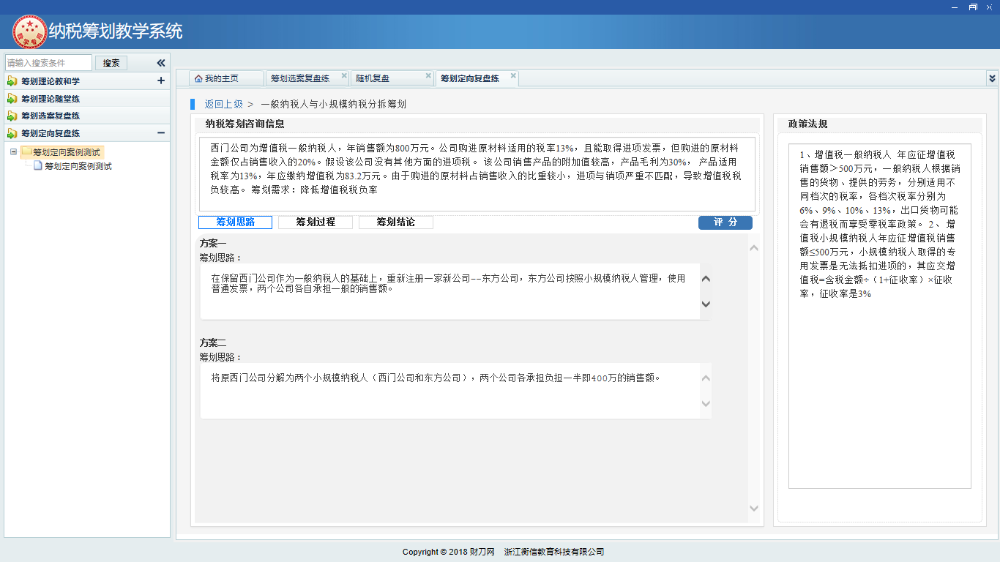 纳税筹划教学系统
请输入搜索条件
搜索
筹划理论教和学
筹划理论随堂练
筹划选案复盘练
筹划定向复盘练
筹划定向案例测试
筹划定向案例测试
我的主页
筹划选案复盘练
随机复盘
筹划定向复盘练
返回上级 > 一般纳税人与小规模纳税分拆筹划
纳税筹划咨询信息
西门公司为增值税一般纳税人，年销售额为800万元。公司购进原材料适用的税率13%，且能取得进项发票，但购进的原材料
金额仅占销售收入的20%。假设该公司没有其他方面的进项税。 该公司销售产品的附加值较高，产品毛利为30%， 产品适用
税率为13%，年应缴纳增值税为83.2万元。由于购进的原材料占销售收入的比重较小，进项与销项严重不匹配，导致增值税税
负较高。 筹划需求：降低增值税税负率
筹划思路
筹划过程
筹划结论
评 分
方案一
筹划思路：
在保留西门公司作为一般纳税人的基础上，重新注册一家新公司--东方公司，东方公司按照小规模纳税人管理，使用
普通发票，两个公司各自承担一般的销售额。
方案二
筹划思路：
将原西门公司分解为两个小规模纳税人（西门公司和东方公司），两个公司各承担负担一半即400万的销售额。
政策法规
1、增值税一般纳税人 年应征增值税
销售额＞500万元，一般纳税人根据销
售的货物、提供的劳务，分别适用不
同档次的税率，各档次税率分别为
6%、9%、10%、13%，出口货物可能
会有退税而享受零税率政策。 2、 增
值税小规模纳税人年应征增值税销售
额≤500万元，小规模纳税人取得的专
用发票是无法抵扣进项的，其应交增
值税=含税金额÷（1+征收率）×征收
率，征收率是3%
Copyright © 2018 财刀网 浙江衡信教育科技有限公司